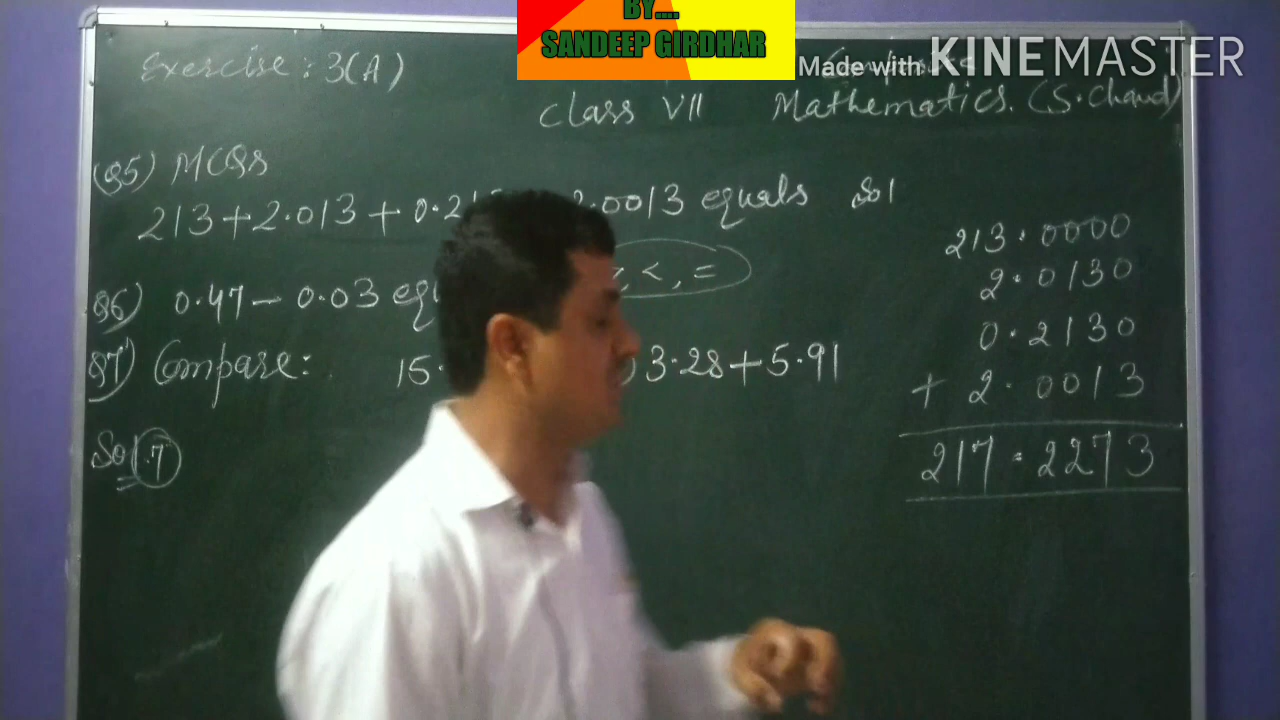 BY....
SANDEEP GIRDHAR
Made with KINEMASTER
Exercise: 3(A)
Class VII Mathematics. (S. Chand)
(Q5) MCQs
213+2.013+0.21 .0013 equals Sol
213.0000
2.0130
0.2130
+ 2.0013
217.2273
Q6) 0.47 - 0.03 <, =
Q7) Compare: 15. 3.28+5.91
Sol.7